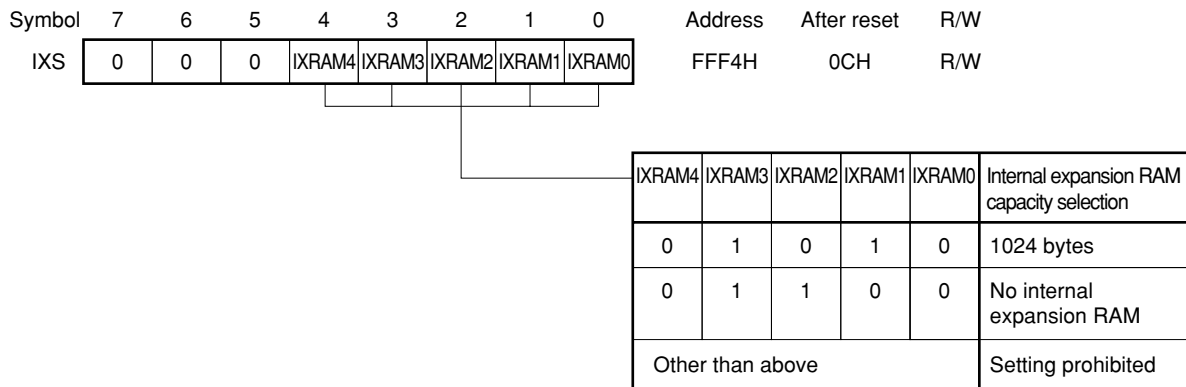 Symbol 7 6 5 4 3 2 1 0 Address After reset R/W
IXS 0 0 0 IXRAM4 IXRAM3 IXRAM2 IXRAM1 IXRAM0 FFF4H 0CH R/W
IXRAM4 IXRAM3 IXRAM2 IXRAM1 IXRAM0 Internal expansion RAM
capacity selection
0 1 0 1 0 1024 bytes
0 1 1 0 0 No internal
expansion RAM
Other than above Setting prohibited